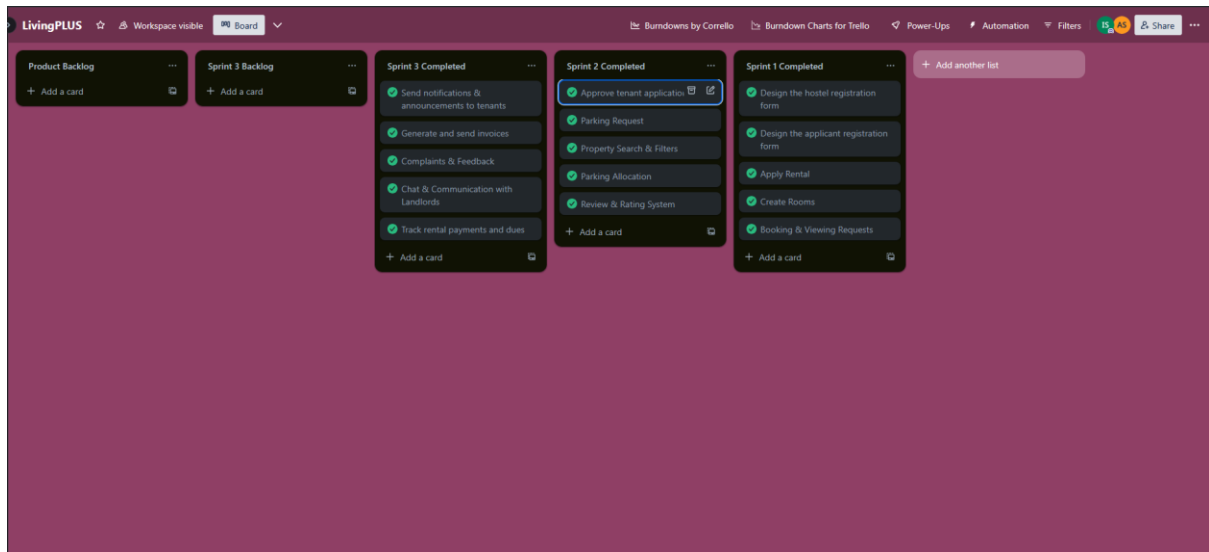 LivingPLUS Workspace visible Board Burndowns by Corrello Burndown Charts for Trello Power-Ups Automation Filters IS AS Share
Product Backlog
+ Add a card
Sprint 3 Backlog
+ Add a card
Sprint 3 Completed
Send notifications &
announcements to tenants
Generate and send invoices
Complaints & Feedback
Chat & Communication with
Landlords
Track rental payments and dues
+ Add a card
Sprint 2 Completed
Approve tenant application
Parking Request
Property Search & Filters
Parking Allocation
Review & Rating System
+ Add a card
Sprint 1 Completed
Design the hostel registration
form
Design the applicant registration
form
Apply Rental
Create Rooms
Booking & Viewing Requests
+ Add a card
+ Add another list